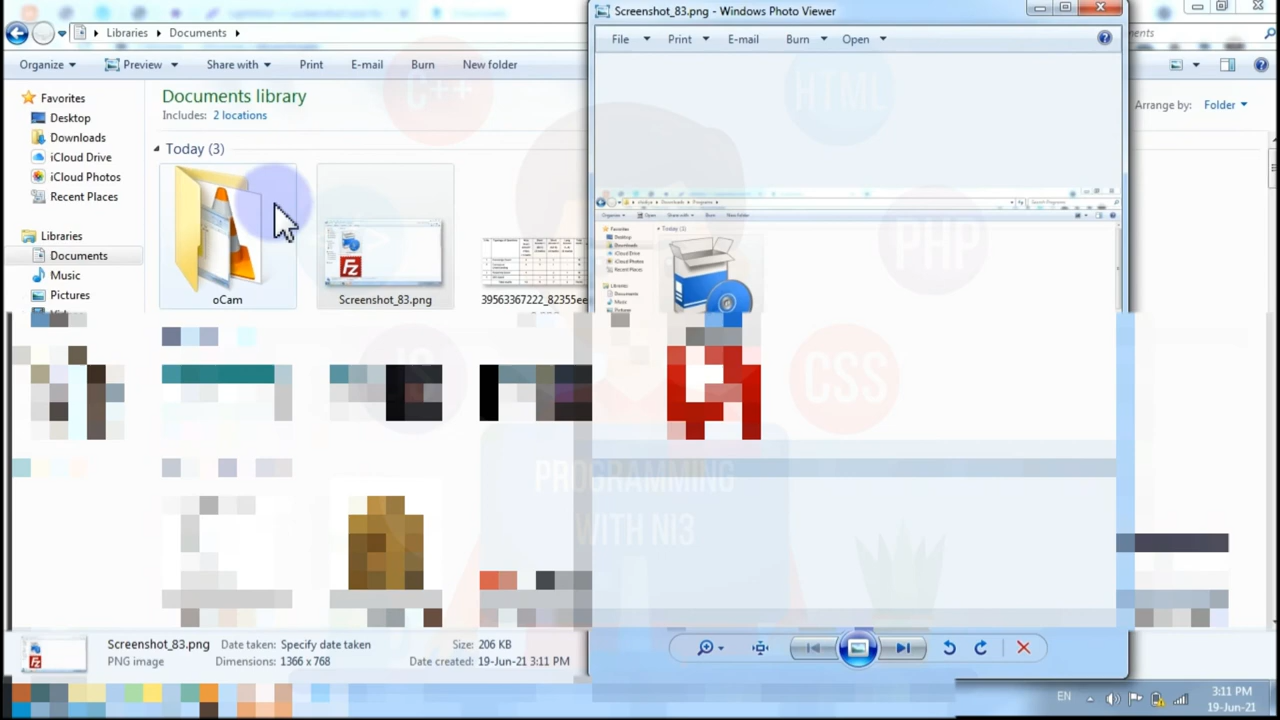 Screenshot_83.png - Windows Photo Viewer
Libraries Documents
File Print E-mail Burn Open
Organize Preview Share with Print E-mail Burn New folder
Favorites
Desktop
Downloads
iCloud Drive
iCloud Photos
Recent Places
Libraries
Documents
Music
Pictures
Documents library
Includes: 2 locations
Arrange by: Folder
Today (3)
oCam
Screenshot_83.png
39563367222_82355ee
C++
HTML
JS
CSS
PROGRAMMING
WITH NI3
Screenshot_83.png Date taken: Specify date taken Size: 206 KB
PNG image Dimensions: 1366 x 768 Date created: 19-Jun-21 3:11 PM
EN
3:11 PM
19-Jun-21